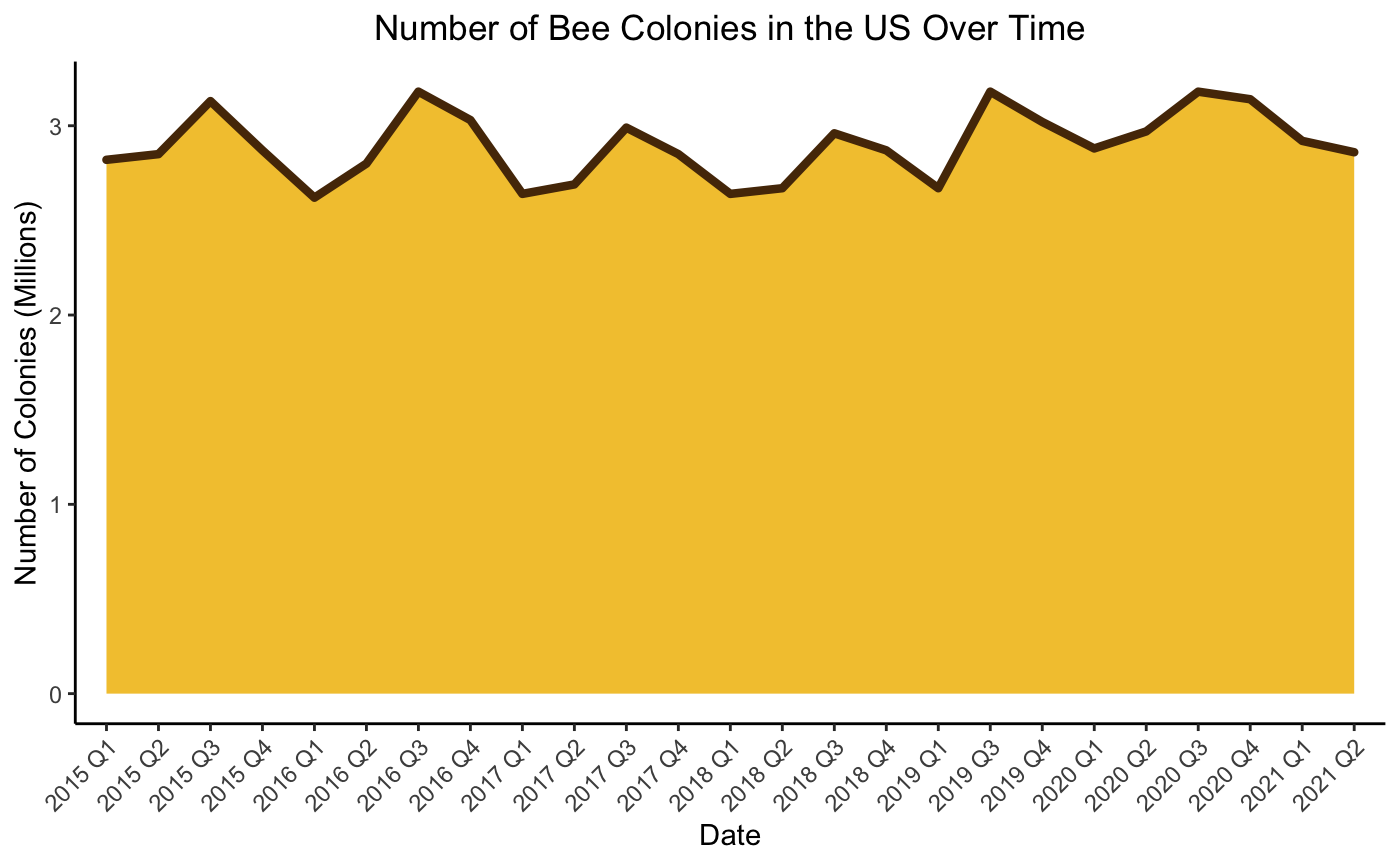 Number of Bee Colonies in the US Over Time
Number of Colonies (Millions)
3
2
1
0
2015 Q1
2015 Q2
2015 Q3
2015 Q4
2016 Q1
2016 Q2
2016 Q3
2016 Q4
2017 Q1
2017 Q2
2017 Q3
2017 Q4
2018 Q1
2018 Q2
2018 Q3
2018 Q4
2019 Q1
2019 Q3
2019 Q4
2020 Q1
2020 Q2
2020 Q3
2020 Q4
2021 Q1
2021 Q2
Date